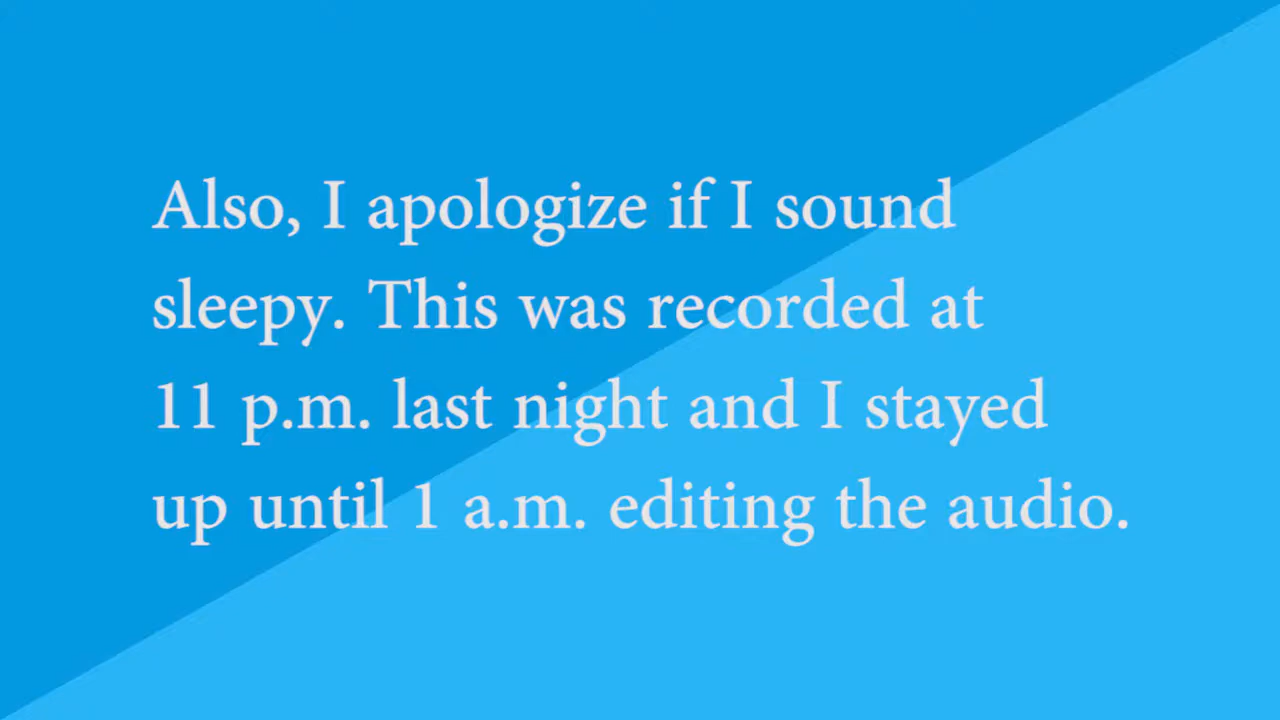 Also, I apologize if I sound
sleepy. This was recorded at
11 p.m. last night and I stayed
up until 1 a.m. editing the audio.